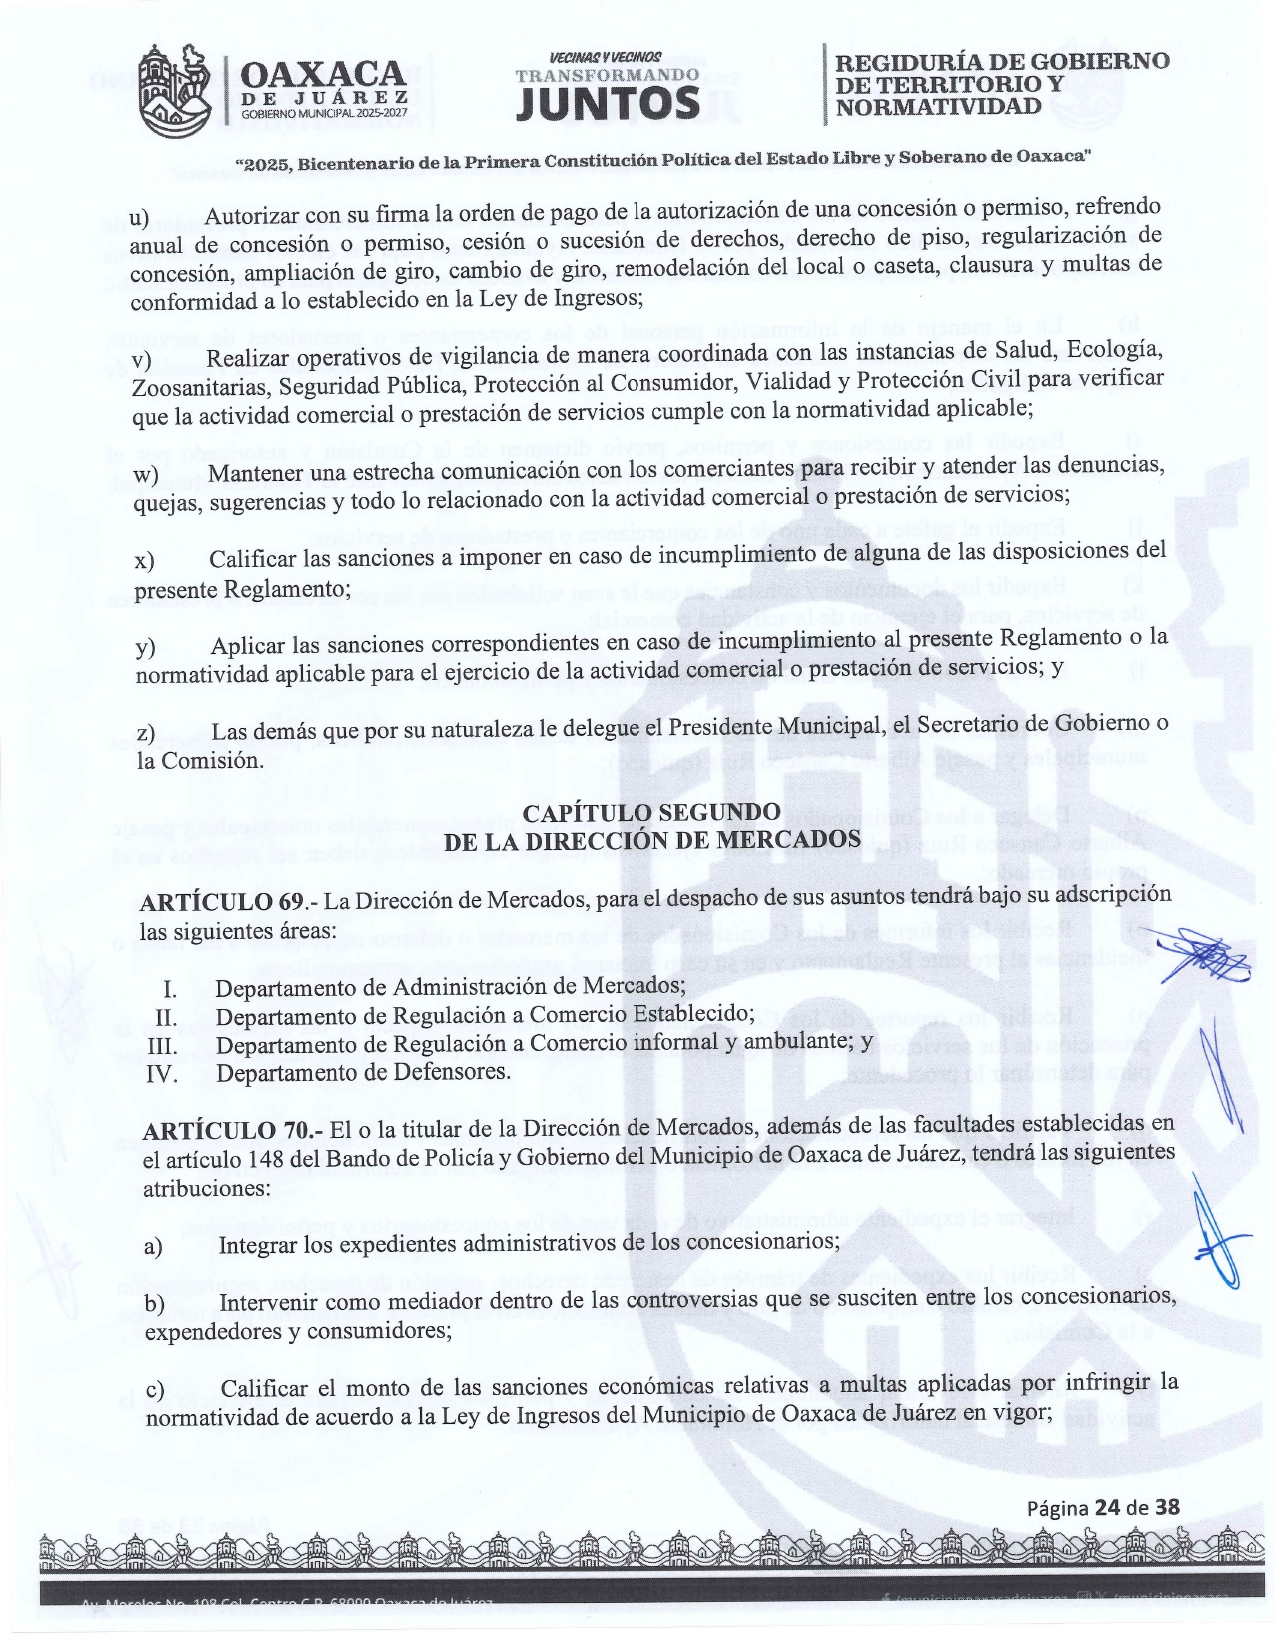 OAXACA
DE JUÁREZ
GOBIERNO MUNICIPAL 2025-2027
VECINAS Y VECINOS
TRANSFORMANDO
JUNTOS
REGIDURÍA DE GOBIERNO
DE TERRITORIO Y
NORMATIVIDAD
"2025, Bicentenario de la Primera Constitución Política del Estado Libre y Soberano de Oaxaca"
u) Autorizar con su firma la orden de pago de la autorización de una concesión o permiso, refrendo
anual de concesión o permiso, cesión o sucesión de derechos, derecho de piso, regularización de
concesión, ampliación de giro, cambio de giro, remodelación del local o caseta, clausura y multas de
conformidad a lo establecido en la Ley de Ingresos;
v) Realizar operativos de vigilancia de manera coordinada con las instancias de Salud, Ecología,
Zoosanitarias, Seguridad Pública, Protección al Consumidor, Vialidad y Protección Civil para verificar
que la actividad comercial o prestación de servicios cumple con la normatividad aplicable;
w) Mantener una estrecha comunicación con los comerciantes para recibir y atender las denuncias,
quejas, sugerencias y todo lo relacionado con la actividad comercial o prestación de servicios;
x) Calificar las sanciones a imponer en caso de incumplimiento de alguna de las disposiciones del
presente Reglamento;
y) Aplicar las sanciones correspondientes en caso de incumplimiento al presente Reglamento o la
normatividad aplicable para el ejercicio de la actividad comercial o prestación de servicios; y
z) Las demás que por su naturaleza le delegue el Presidente Municipal, el Secretario de Gobierno o
la Comisión.
CAPÍTULO SEGUNDO
DE LA DIRECCIÓN DE MERCADOS
ARTÍCULO 69.- La Dirección de Mercados, para el despacho de sus asuntos tendrá bajo su adscripción
las siguientes áreas:
I. Departamento de Administración de Mercados;
II. Departamento de Regulación a Comercio Establecido;
III. Departamento de Regulación a Comercio informal y ambulante; y
IV. Departamento de Defensores.
ARTÍCULO 70.- El o la titular de la Dirección de Mercados, además de las facultades establecidas en
el artículo 148 del Bando de Policía y Gobierno del Municipio de Oaxaca de Juárez, tendrá las siguientes
atribuciones:
a) Integrar los expedientes administrativos de los concesionarios;
b) Intervenir como mediador dentro de las controversias que se susciten entre los concesionarios,
expendedores y consumidores;
c) Calificar el monto de las sanciones económicas relativas a multas aplicadas por infringir la
normatividad de acuerdo a la Ley de Ingresos del Municipio de Oaxaca de Juárez en vigor;
Página 24 de 38
Av. Morelos No. 108 Col. Centro C.P. 68000 Oaxaca de Juárez